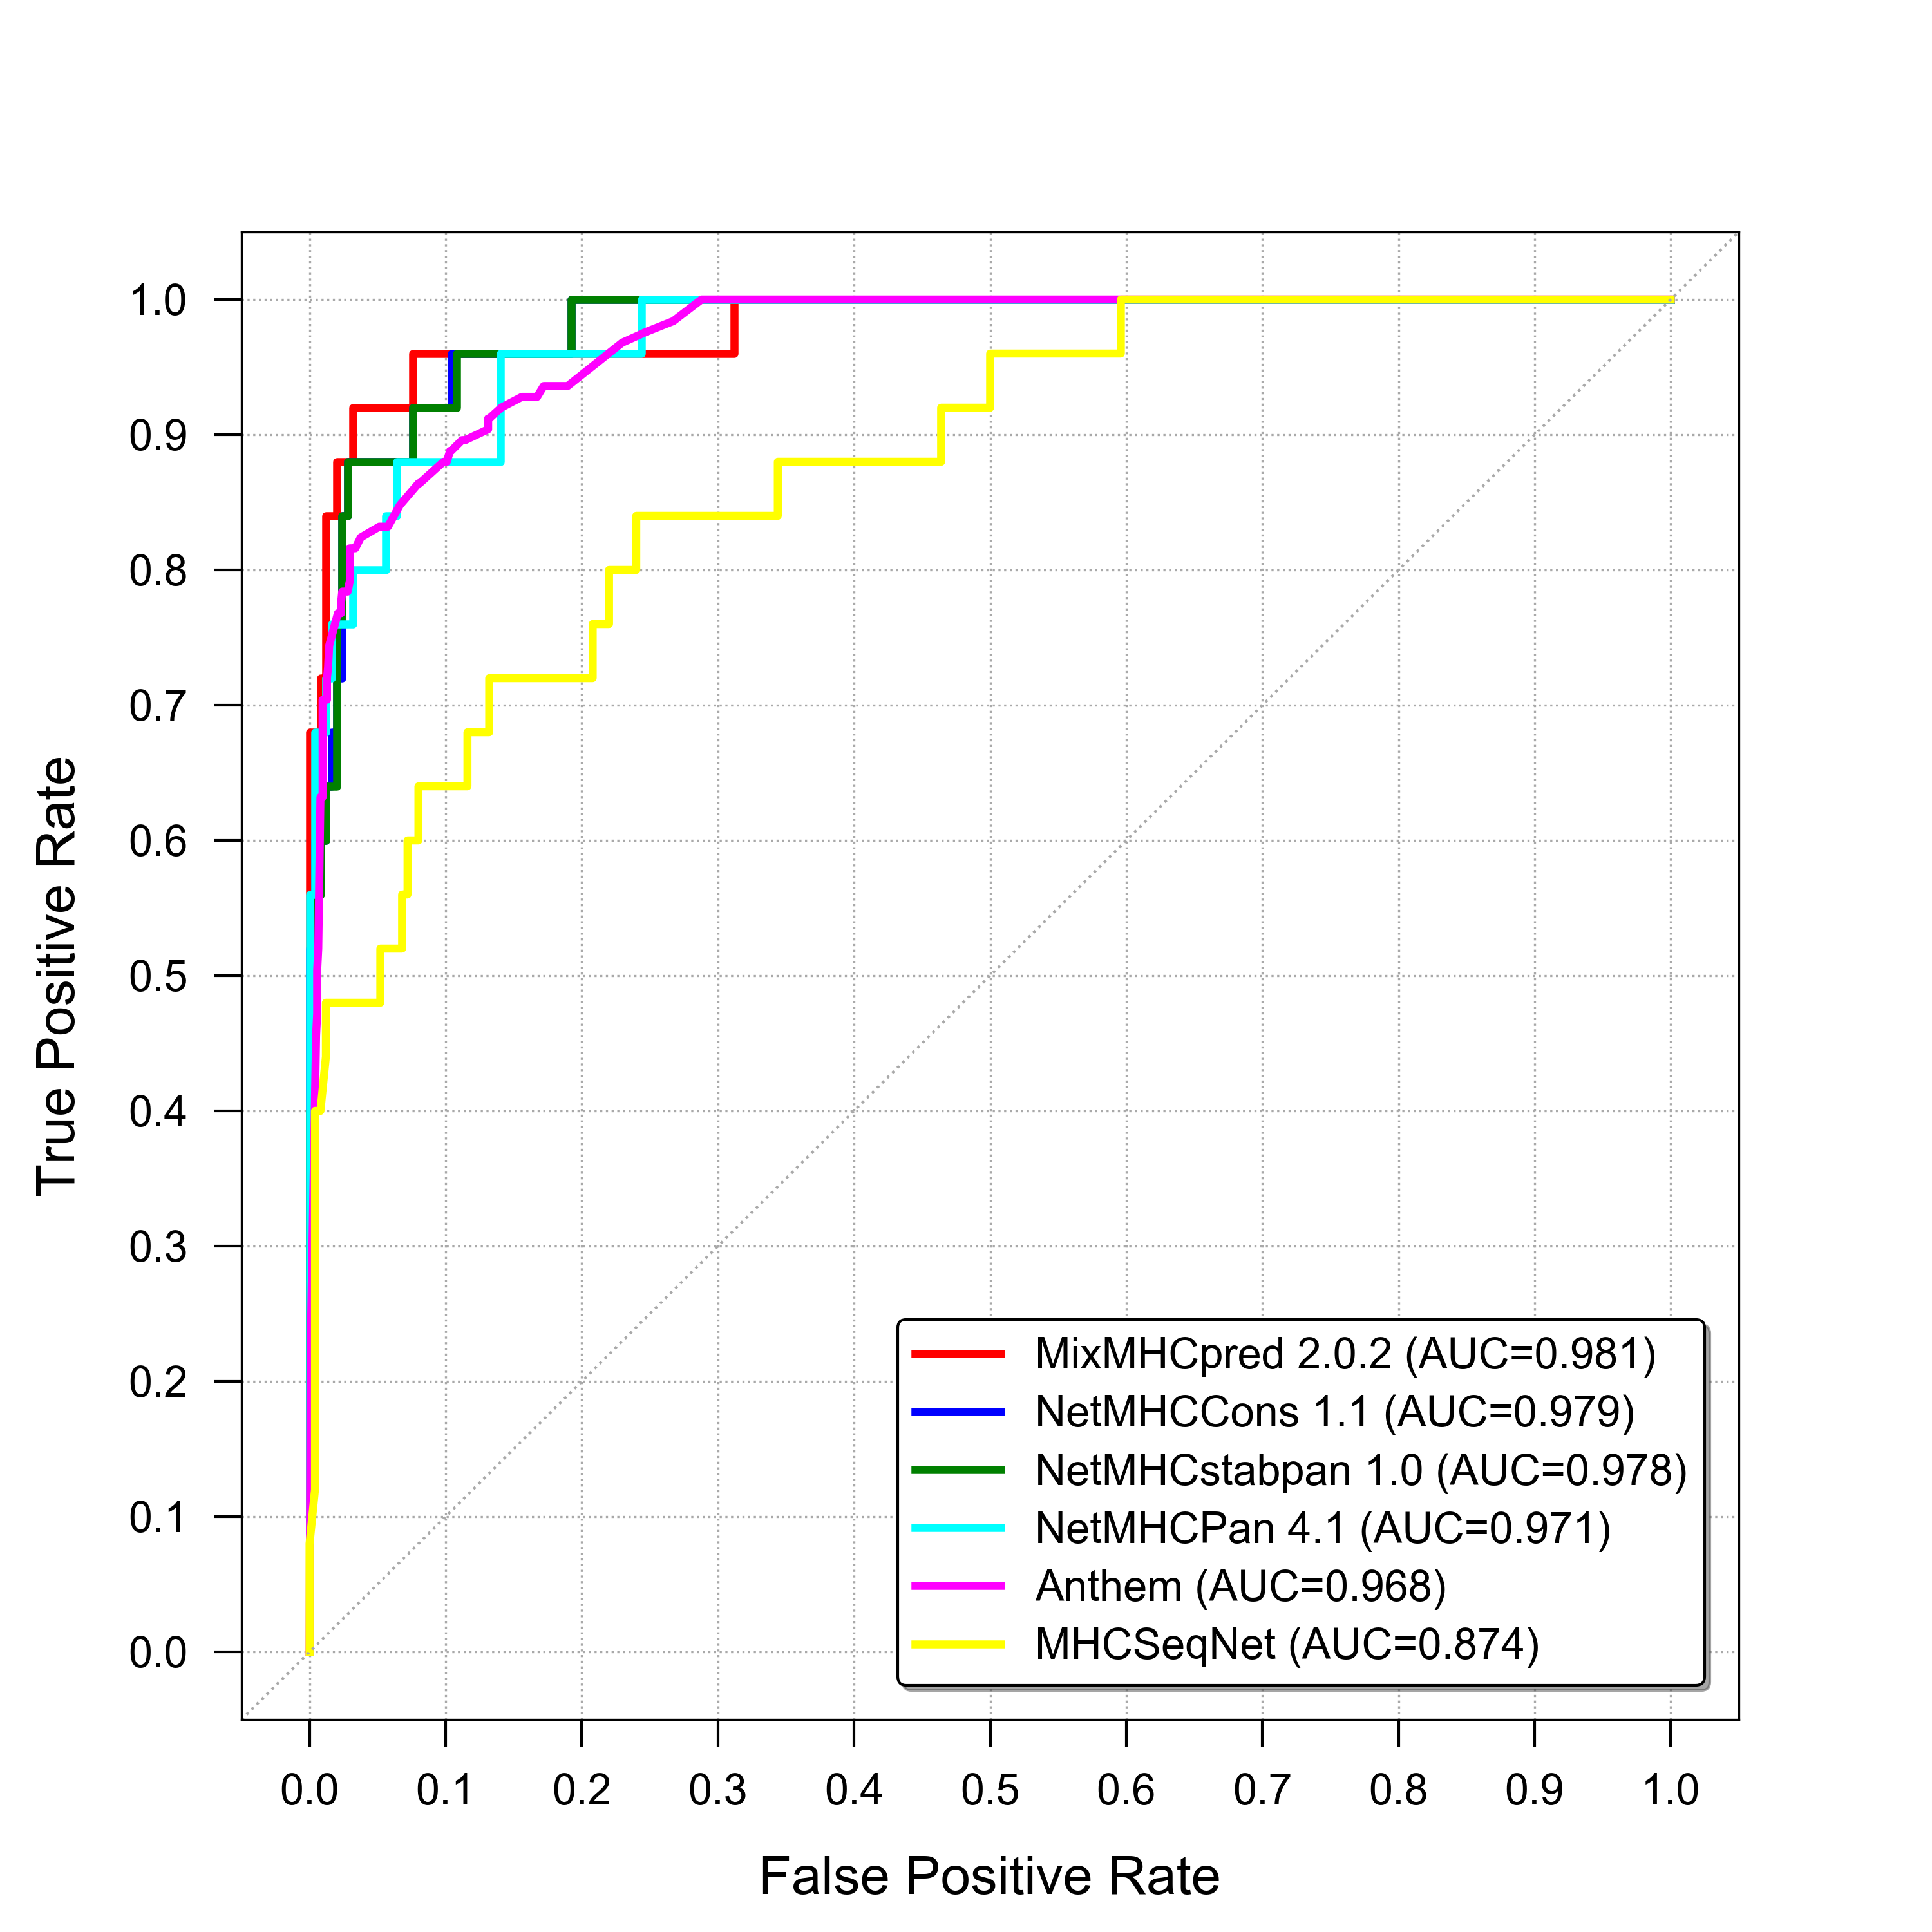 1.0
0.9
0.8
0.7
0.6
0.5
0.4
0.3
0.2
0.1
0.0
True Positive Rate
MixMHCpred 2.0.2 (AUC=0.981)
NetMHCCons 1.1 (AUC=0.979)
NetMHCstabpan 1.0 (AUC=0.978)
NetMHCPan 4.1 (AUC=0.971)
Anthem (AUC=0.968)
MHCSeqNet (AUC=0.874)
0.0 0.1 0.2 0.3 0.4 0.5 0.6 0.7 0.8 0.9 1.0
False Positive Rate